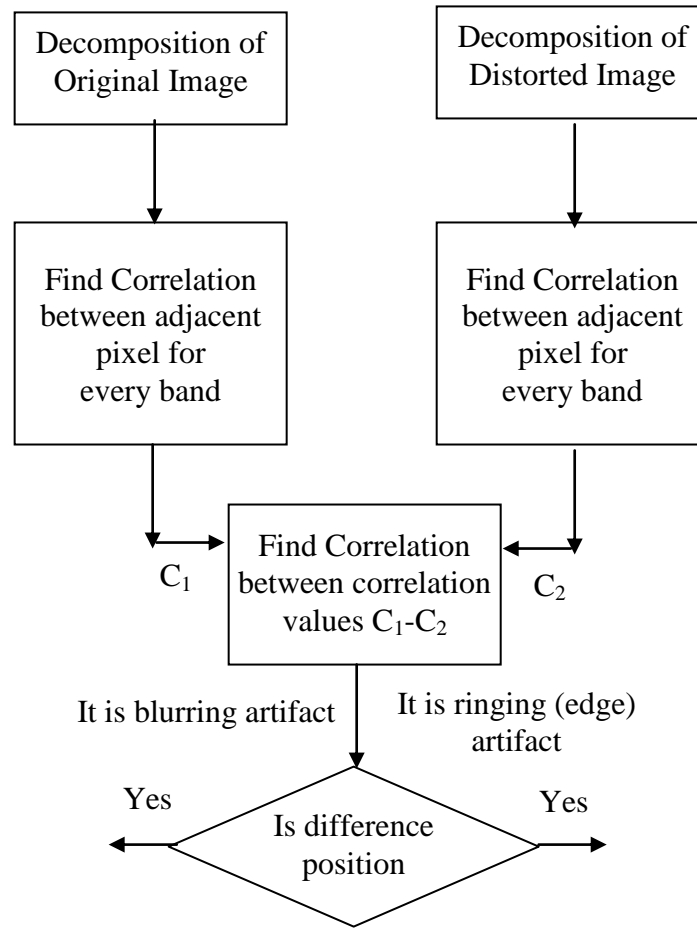 Decomposition of
Original Image
Decomposition of
Distorted Image
Find Correlation
between adjacent
pixel for
every band
Find Correlation
between adjacent
pixel for
every band
C₁
Find Correlation
between correlation
values C₁-C₂
C₂
It is blurring artifact
It is ringing (edge)
artifact
Yes
Is difference
position
Yes